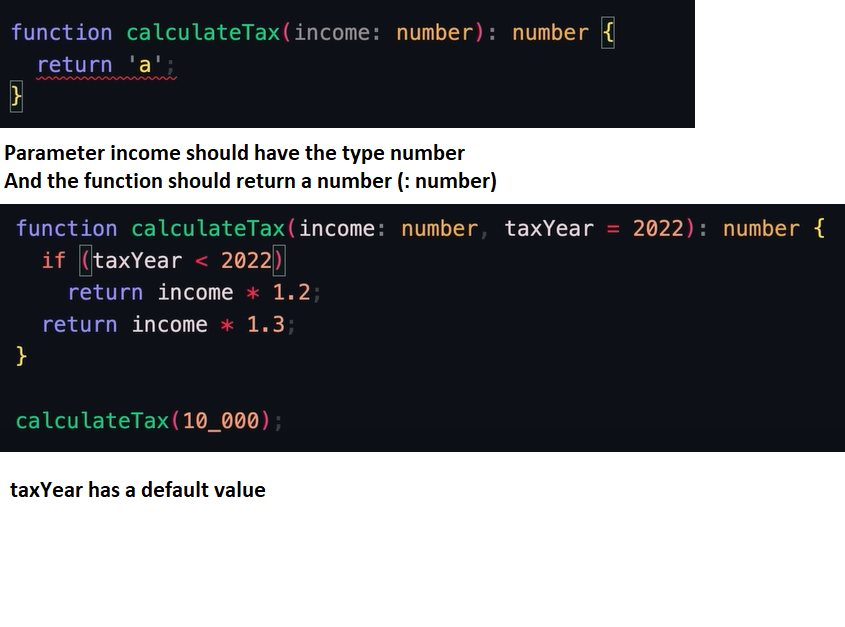 function calculateTax(income: number): number {
  return 'a';
}
Parameter income should have the type number
And the function should return a number (: number)
function calculateTax(income: number, taxYear = 2022): number {
  if (taxYear < 2022)
    return income * 1.2;
  return income * 1.3;
}
calculateTax(10_000);
taxYear has a default value